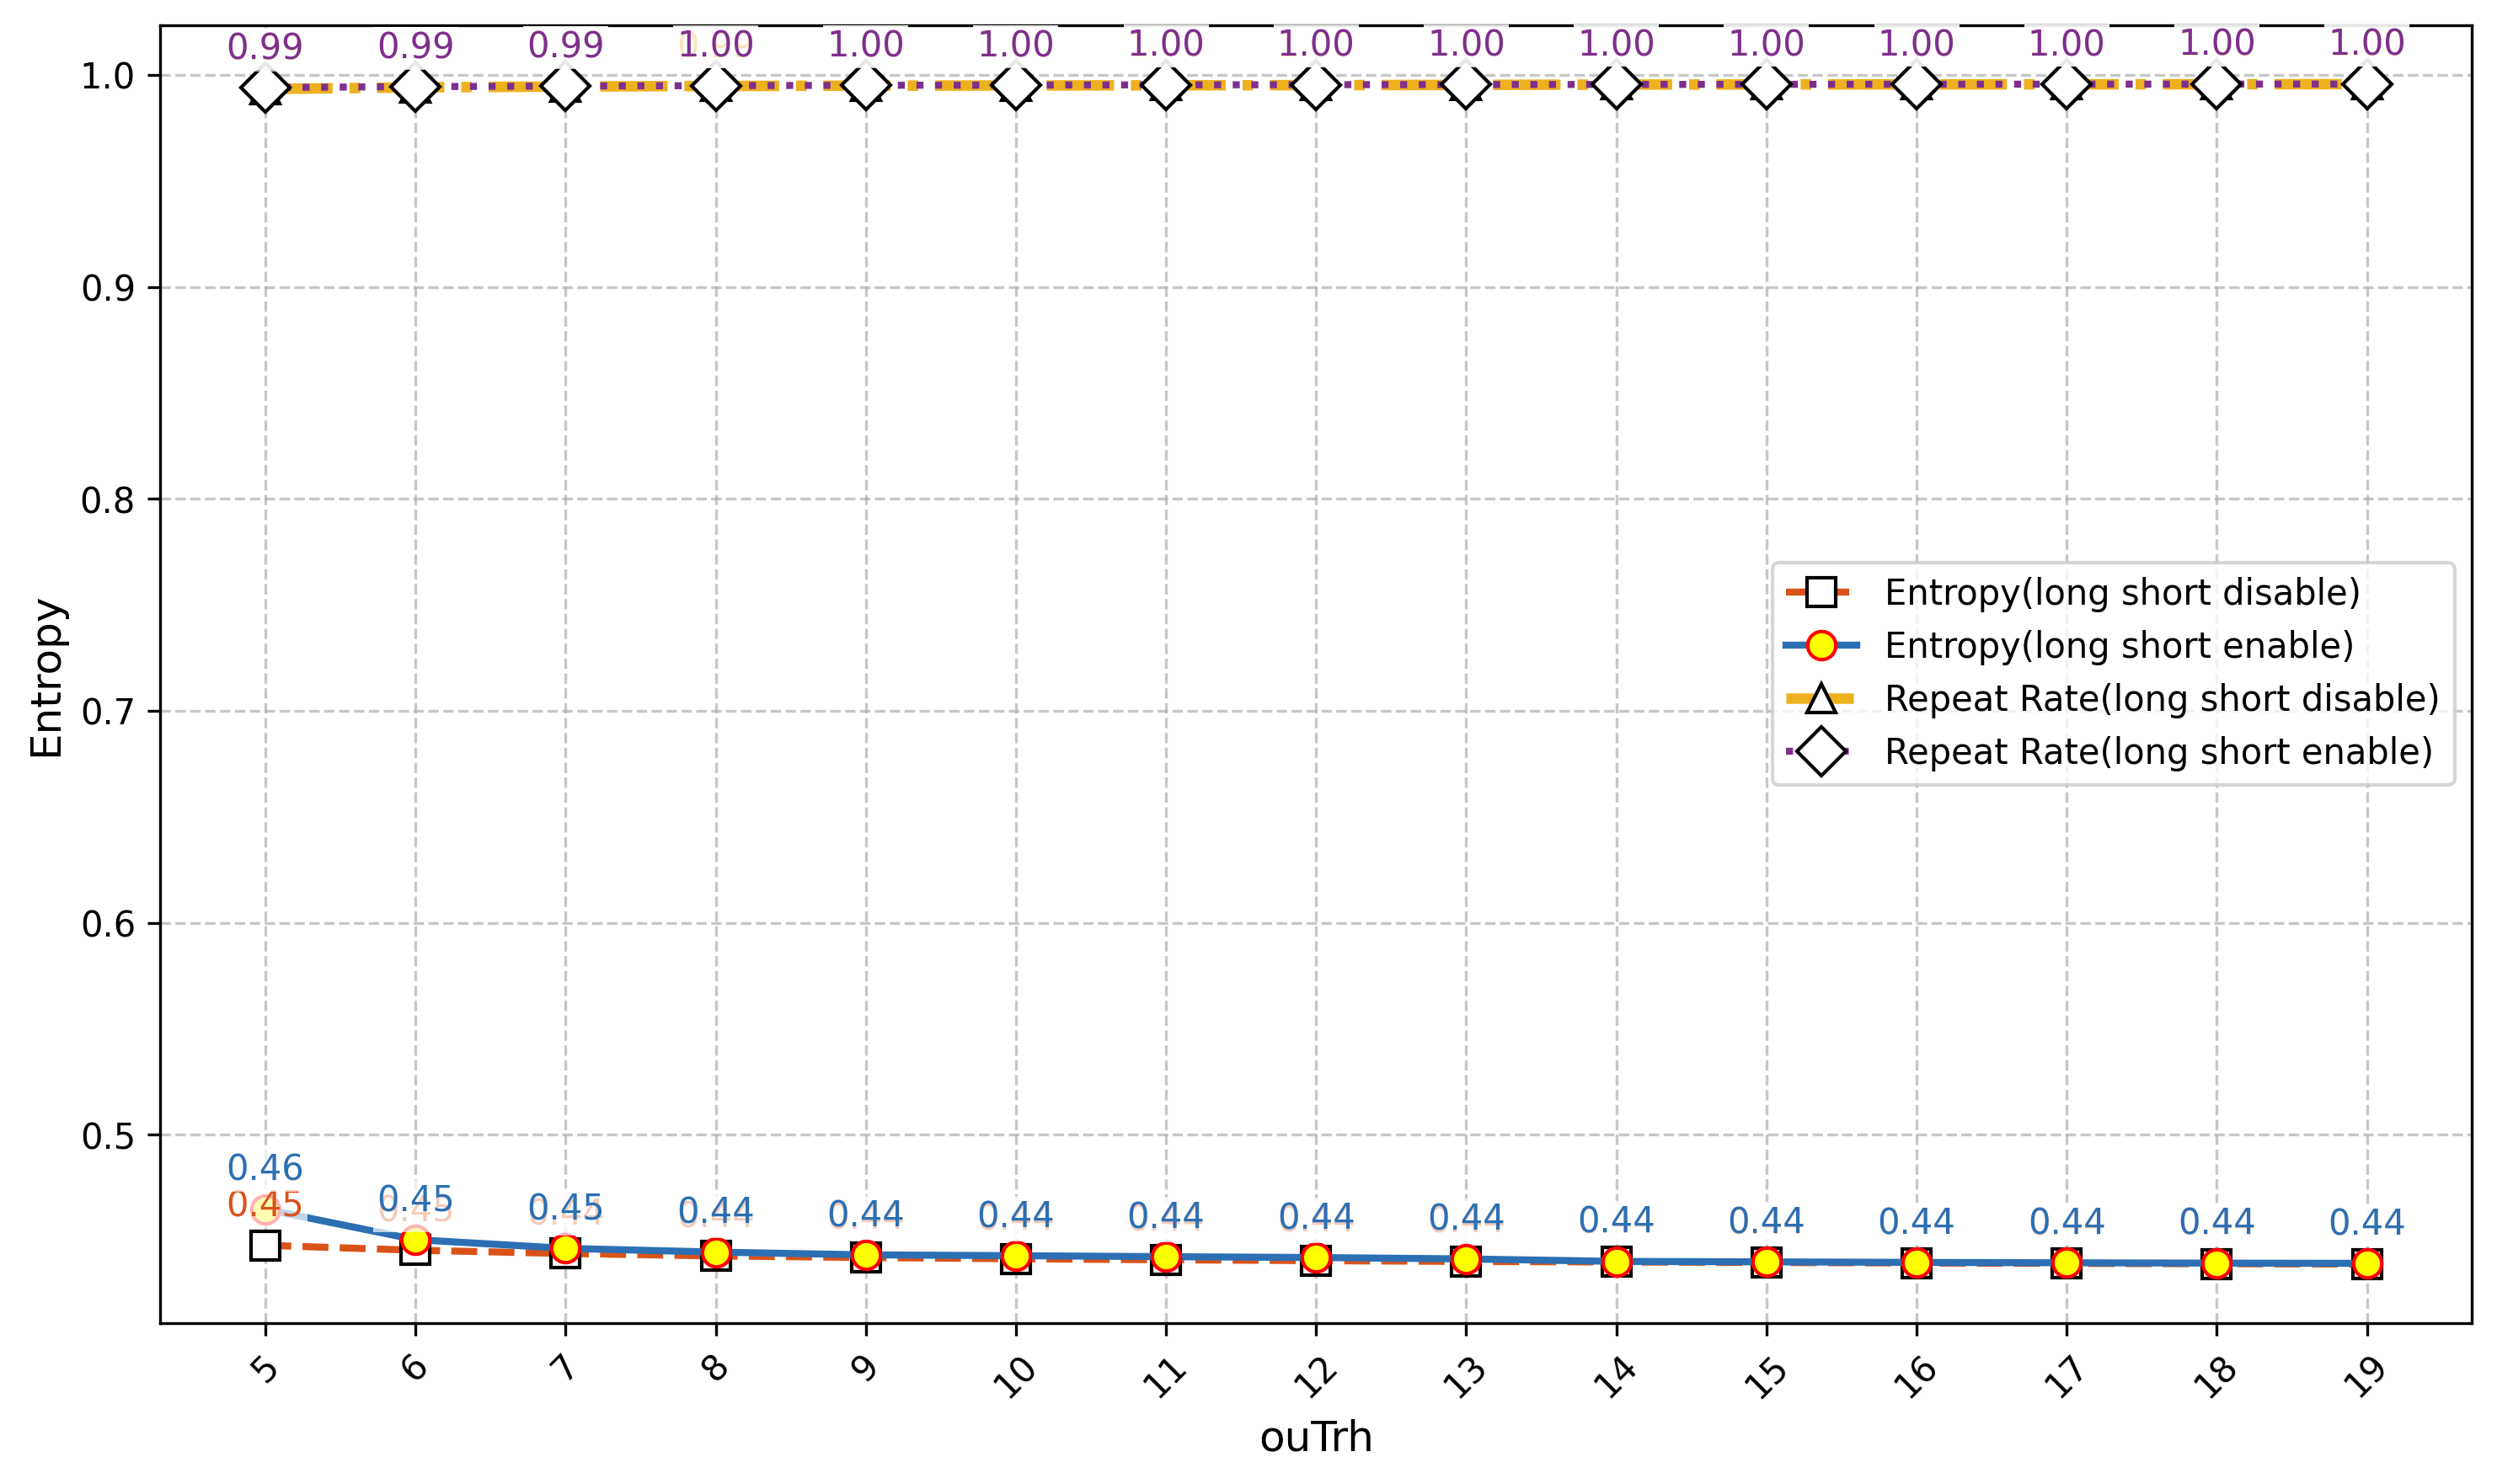 0.99 0.99 0.99 1.00 1.00 1.00 1.00 1.00 1.00 1.00 1.00 1.00 1.00 1.00 1.00
1.0
0.9
0.8
0.7
0.6
0.5
Entropy
Entropy(long short disable)
Entropy(long short enable)
Repeat Rate(long short disable)
Repeat Rate(long short enable)
0.46 0.45 0.45 0.44 0.44 0.44 0.44 0.44 0.44 0.44 0.44 0.44 0.44 0.44 0.44
0.45
5 6 7 8 9 10 11 12 13 14 15 16 17 18 19
ouTrh